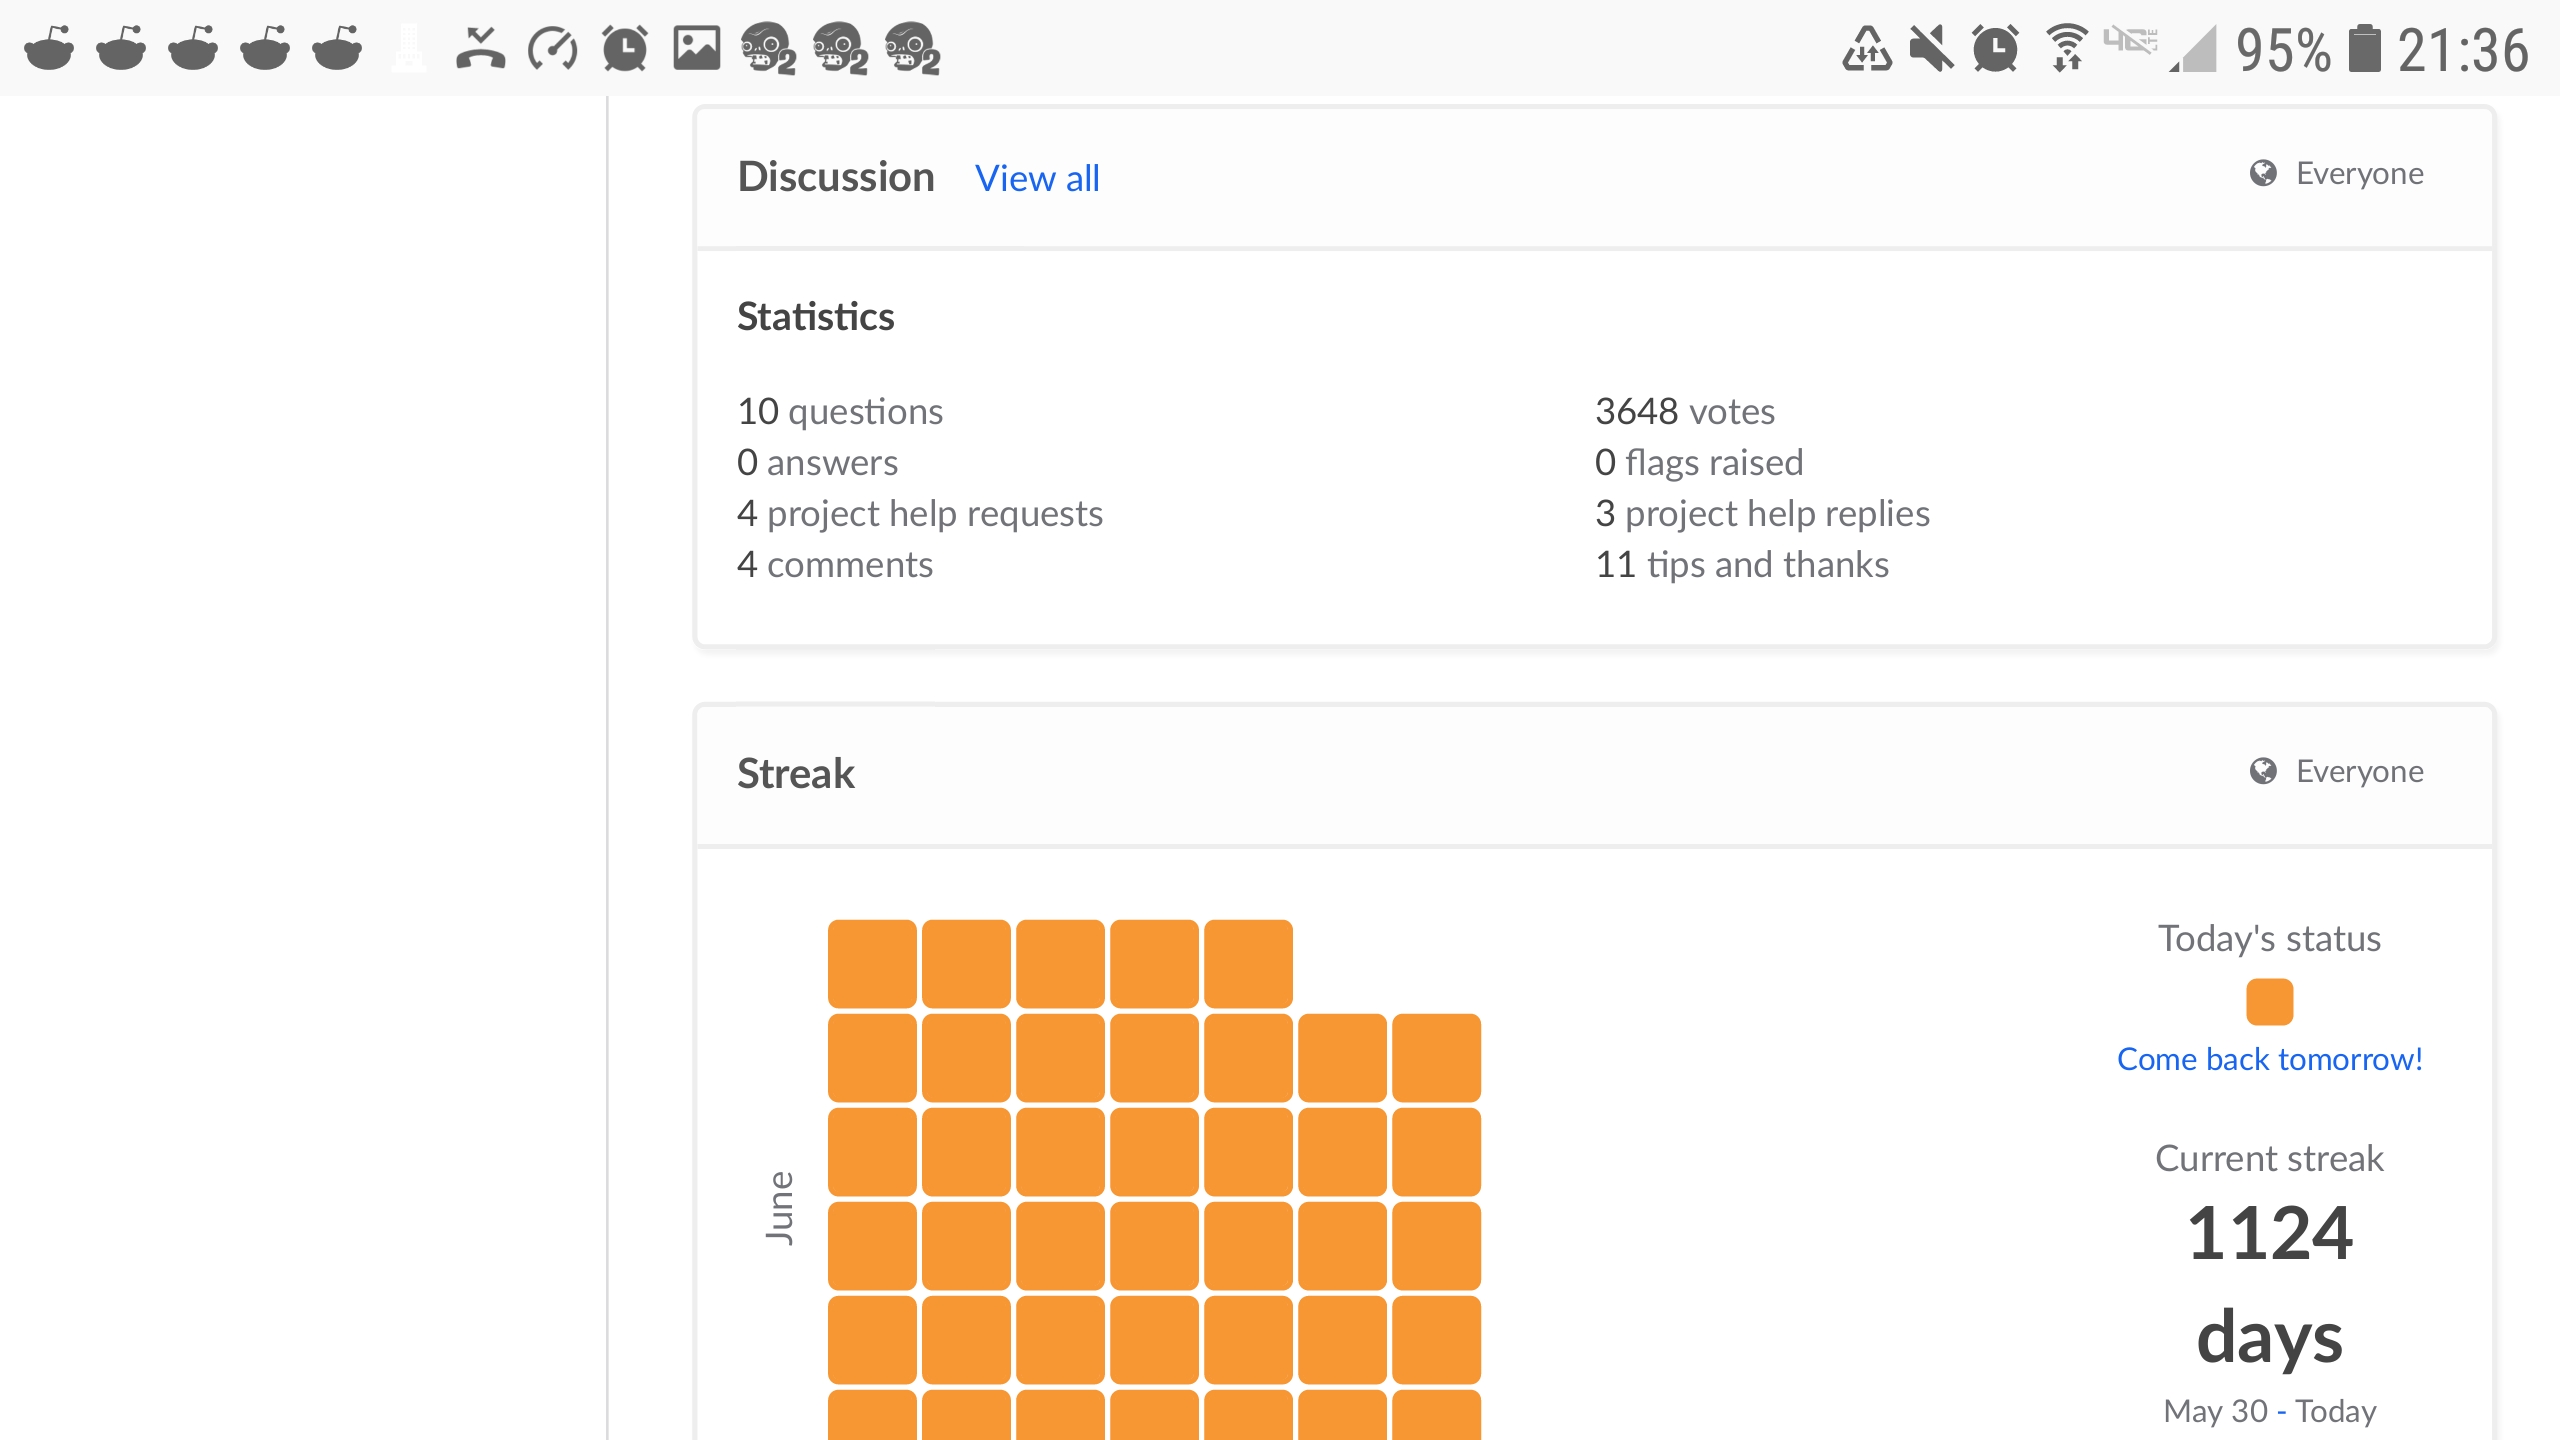 95% 21:36
Discussion View all Everyone
Statistics
10 questions
0 answers
4 project help requests
4 comments
3648 votes
0 flags raised
3 project help replies
11 tips and thanks
Streak Everyone
June
Today's status
Come back tomorrow!
Current streak
1124
days
May 30 - Today